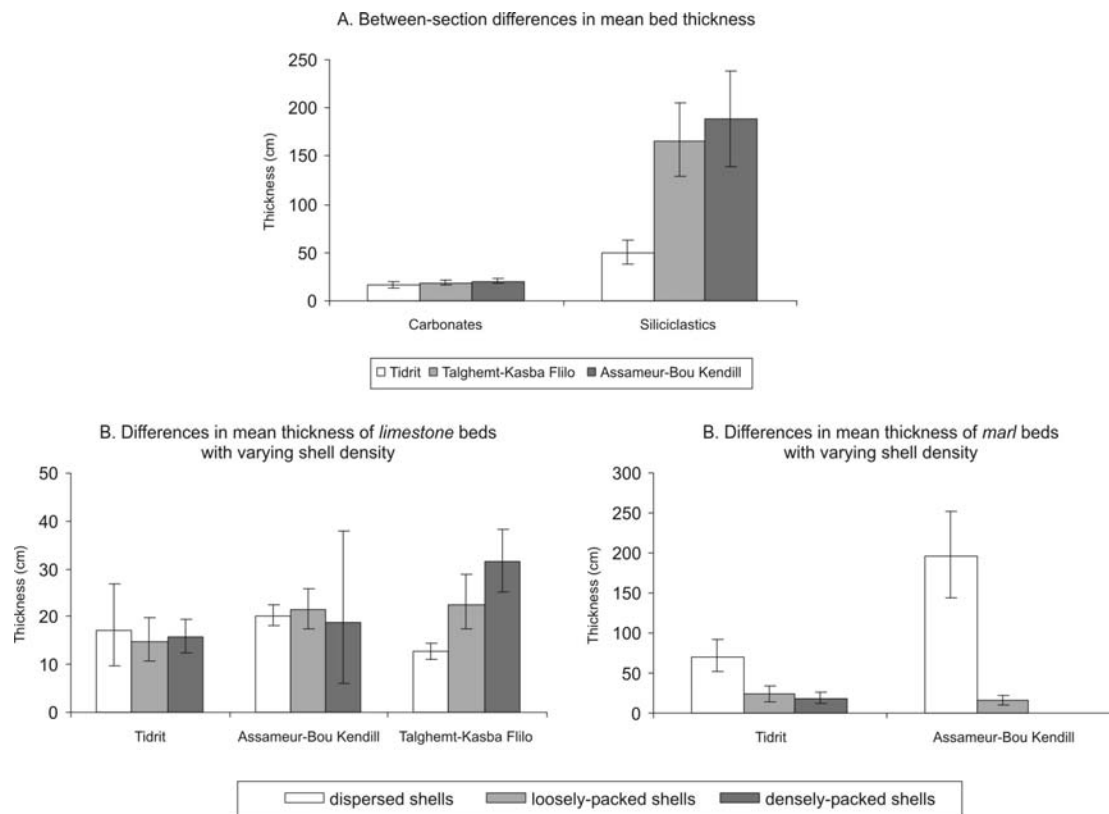 A. Between-section differences in mean bed thickness
250
200
150
100
50
0
Thickness (cm)
Carbonates
Siliciclastics
Tidrit
Talghemt-Kasba Flilo
Assameur-Bou Kendill
B. Differences in mean thickness of limestone beds
with varying shell density
50
40
30
20
10
0
Thickness (cm)
Tidrit
Assameur-Bou Kendill
Talghemt-Kasba Flilo
B. Differences in mean thickness of marl beds
with varying shell density
300
250
200
150
100
50
0
Thickness (cm)
Tidrit
Assameur-Bou Kendill
dispersed shells
loosely-packed shells
densely-packed shells